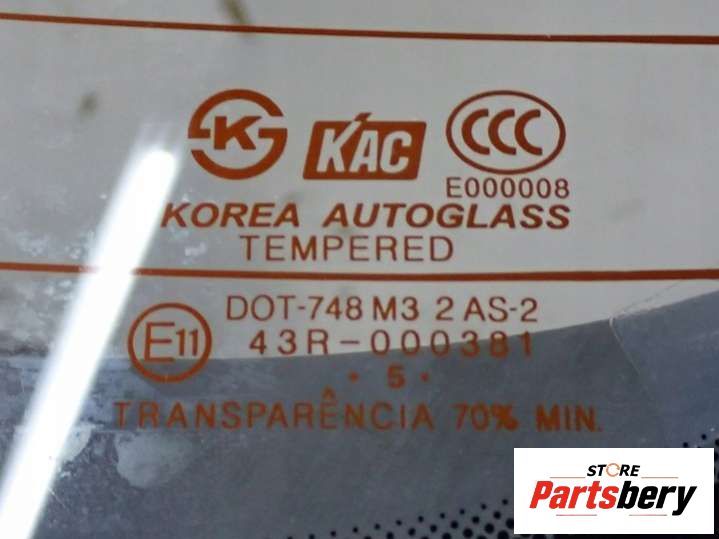 K KAC CCC
E000008
KOREA AUTOGLASS
TEMPERED
DOT-748 M3 2 AS-2
E11 43R-000381
· 5 ·
TRANSPARÊNCIA 70% MIN.
STORE
Partsbery